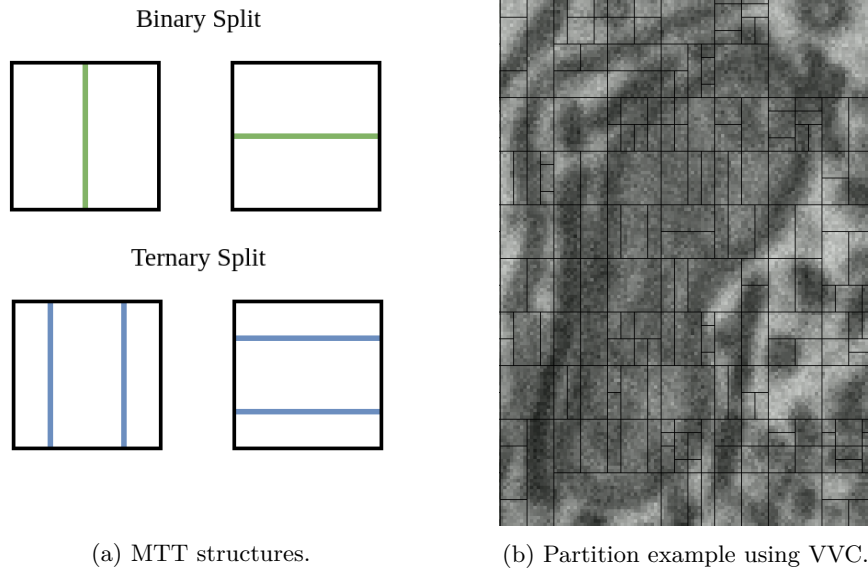 Binary Split
Ternary Split
(a) MTT structures.
(b) Partition example using VVC.